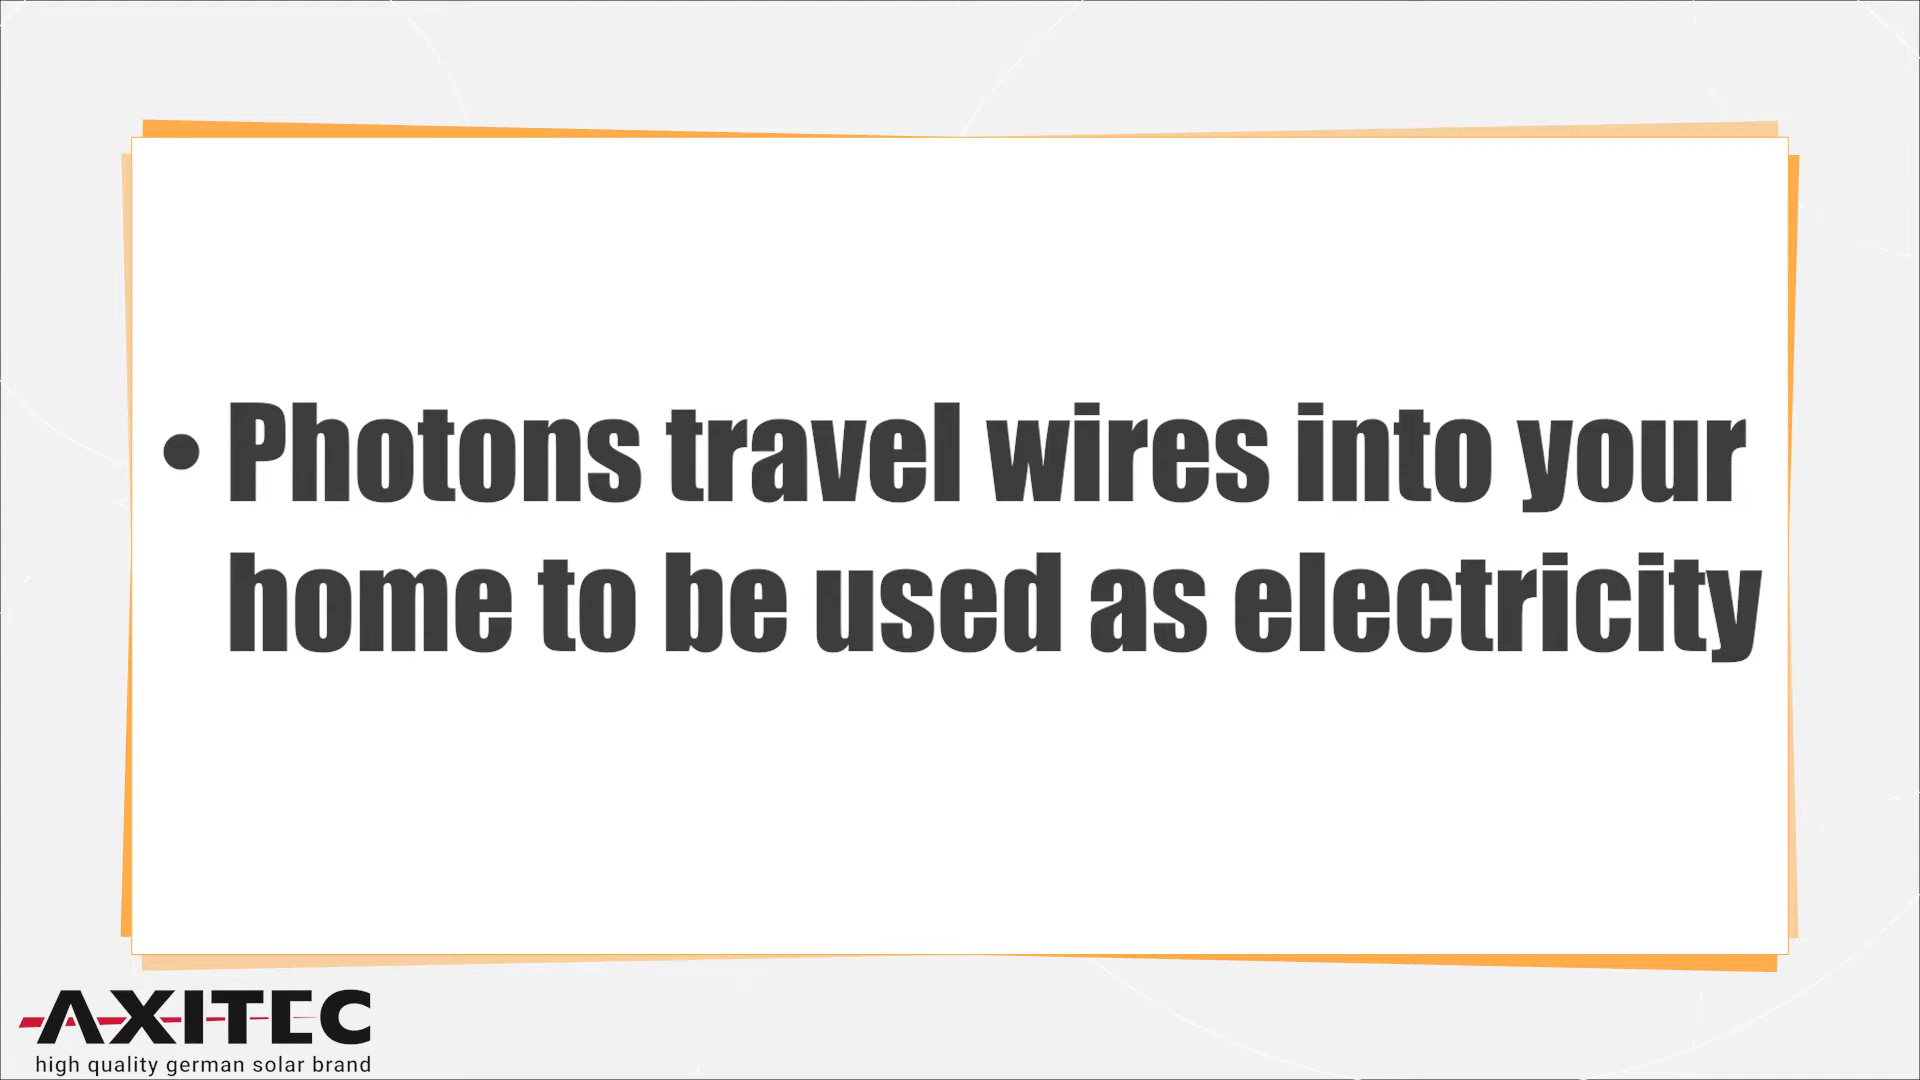 • Photons travel wires into your
home to be used as electricity
AXITEC
high quality german solar brand